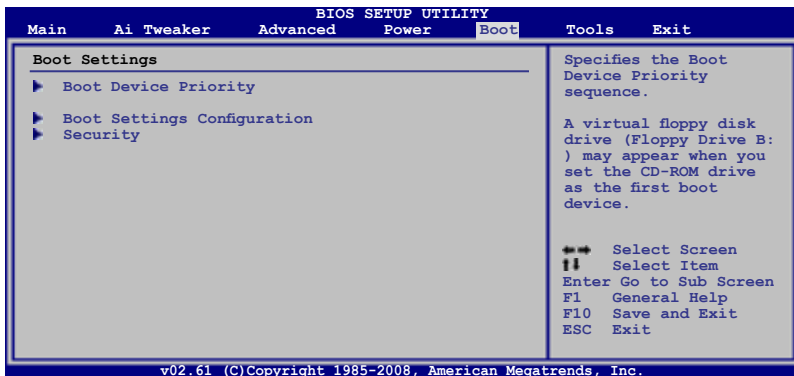 BIOS SETUP UTILITY
Main Ai Tweaker Advanced Power Boot Tools Exit
Boot Settings
Boot Device Priority
Boot Settings Configuration
Security
Specifies the Boot
Device Priority
sequence.
A virtual floppy disk
drive (Floppy Drive B:
) may appear when you
set the CD-ROM drive
as the first boot
device.
Select Screen
Select Item
Enter Go to Sub Screen
F1 General Help
F10 Save and Exit
ESC Exit
v02.61 (C)Copyright 1985-2008, American Megatrends, Inc.